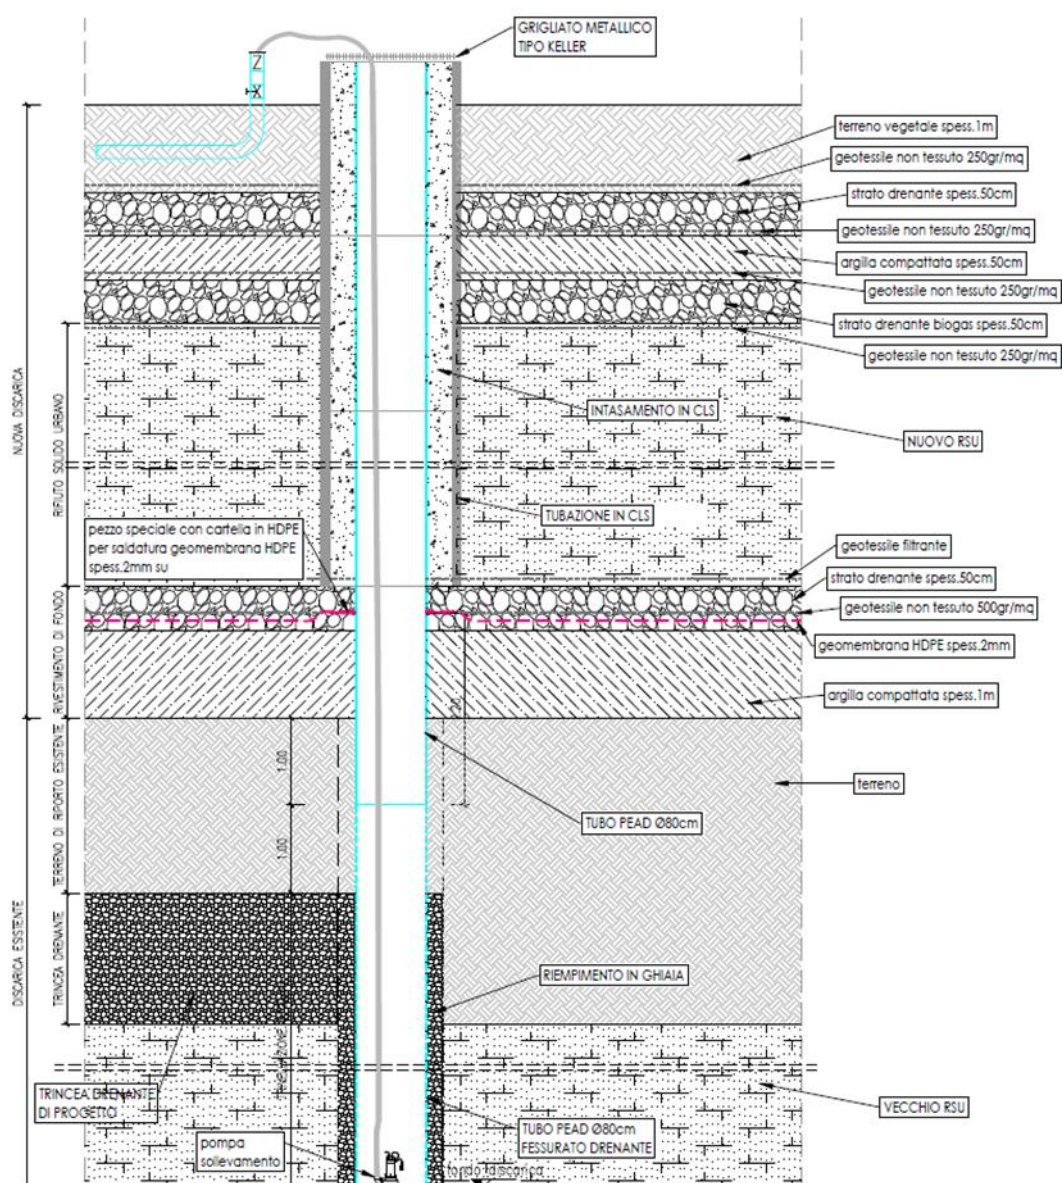 GRIGLIATO METALLICO
TIPO KELLER
Z
X
terreno vegetale spess.1m
geotessile non tessuto 250gr/mq
strato drenante spess.50cm
geotessile non tessuto 250gr/mq
argilla compattata spess.50cm
geotessile non tessuto 250gr/mq
strato drenante biogas spess.50cm
geotessile non tessuto 250gr/mq
INTASAMENTO IN CLS
NUOVO RSU
NUOVA DISCARICA
RIFIUTO SOLIDO URBANO
TUBAZIONE IN CLS
pezzo speciale con cartella in HDPE
per saldatura geomembrana HDPE
spess.2mm su
geotessile filtrante
strato drenante spess.50cm
geotessile non tessuto 500gr/mq
geomembrana HDPE spess.2mm
argilla compattata spess.1m
RIVESTIMENTO DI FONDO
TERRENO DI RIPORTO ESISTENTE
1.00
terreno
TUBO PEAD Ø80cm
1.00
DISCARICA ESISTENTE
TRINCEA DRENANTE
RIEMPIMENTO IN GHIAIA
TRINCEA DRENANTE
DI PROGETTO
VECCHIO RSU
TUBO PEAD Ø80cm
FESSURATO DRENANTE
pompa
sollevamento
fondo discarica